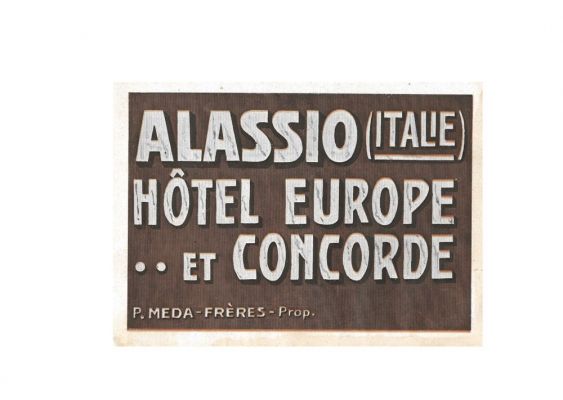 ALASSIO (ITALIE)
HÔTEL EUROPE
.. ET CONCORDE
P. MEDA-FRÈRES-Prop.